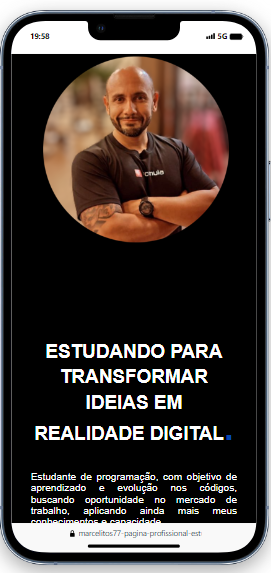 19:58
5G
ESTUDANDO PARA
TRANSFORMAR
IDEIAS EM
REALIDADE DIGITAL.
Estudante de programação, com objetivo de
aprendizado e evolução nos códigos,
buscando oportunidade no mercado de
trabalho, aplicando ainda mais meus
conhecimentos e capacidade
marcelitos77-pagina-profissional-est